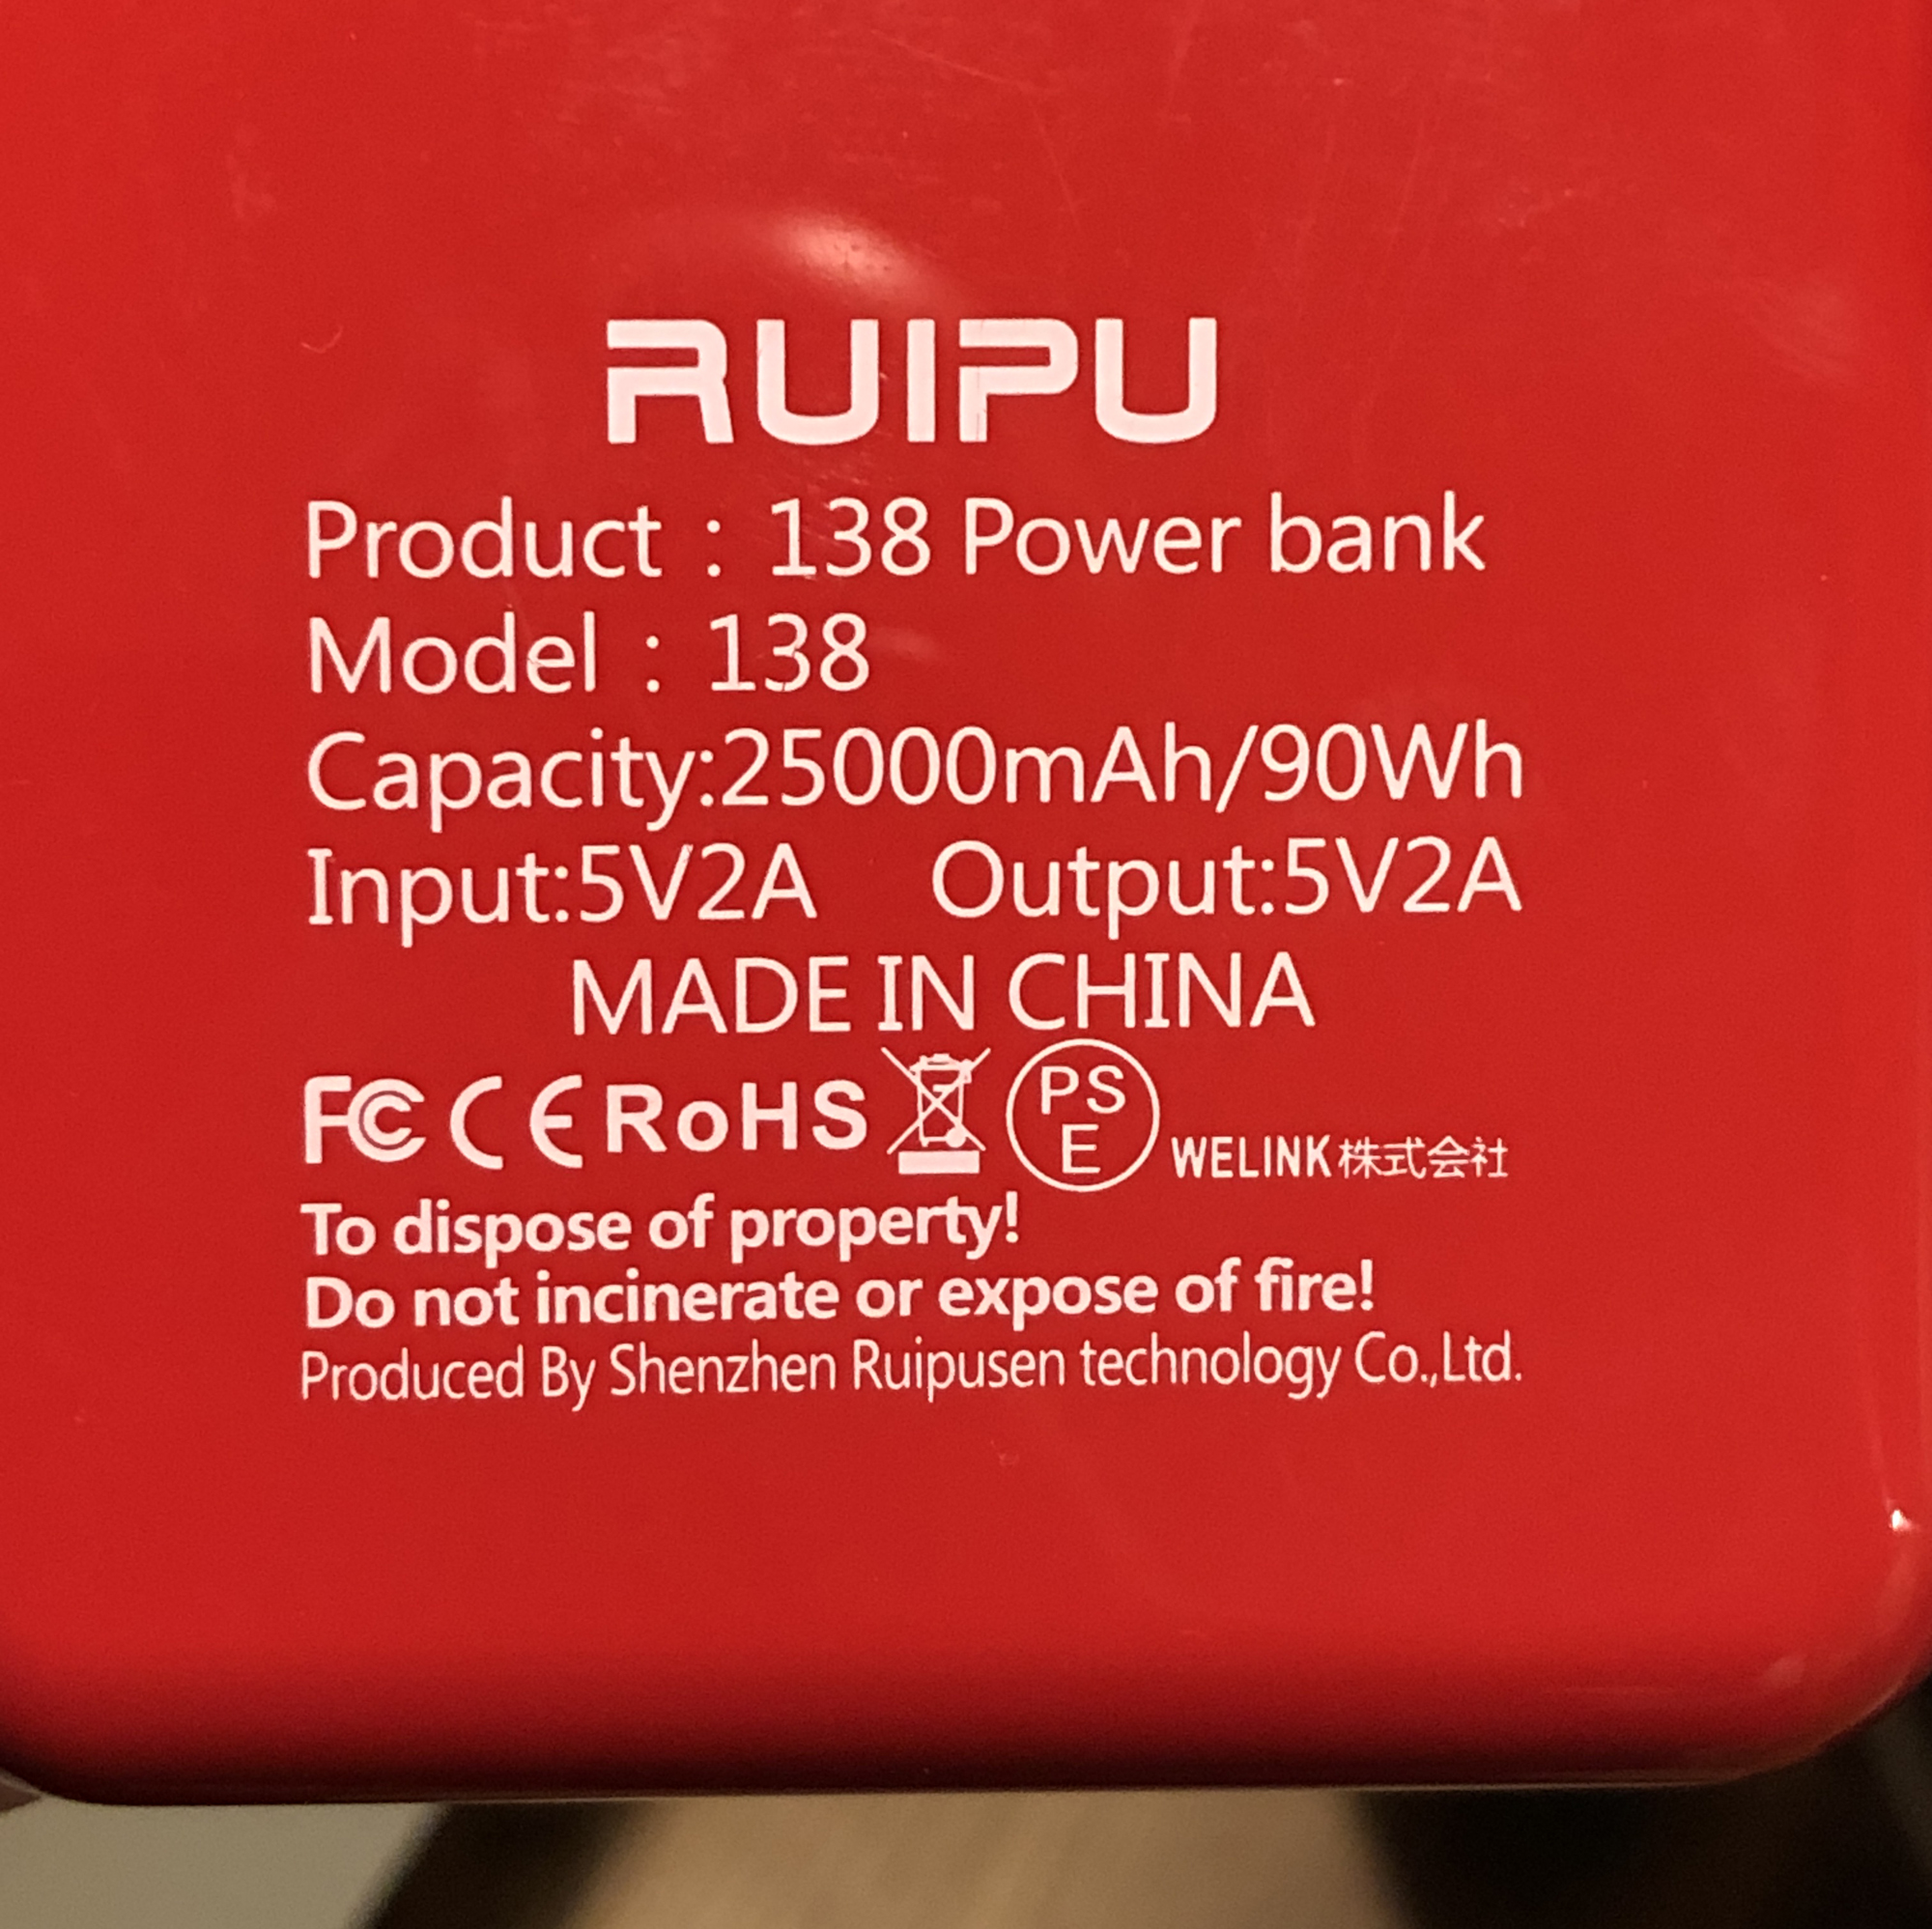 RUIPU
Product : 138 Power bank
Model : 138
Capacity:25000mAh/90Wh
Input:5V2A Output:5V2A
MADE IN CHINA
FC CE RoHS PSE WELINK株式会社
To dispose of property!
Do not incinerate or expose of fire!
Produced By Shenzhen Ruipusen technology Co.,Ltd.